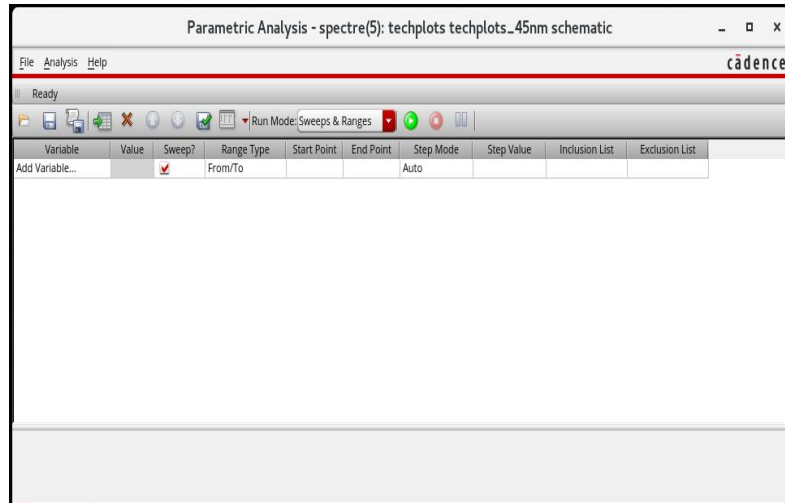 Parametric Analysis - spectre(5): techplots techplots_45nm schematic
File Analysis Help
cādence
Ready
Run Mode: Sweeps & Ranges
Variable Value Sweep? Range Type Start Point End Point Step Mode Step Value Inclusion List Exclusion List
Add Variable... From/To Auto